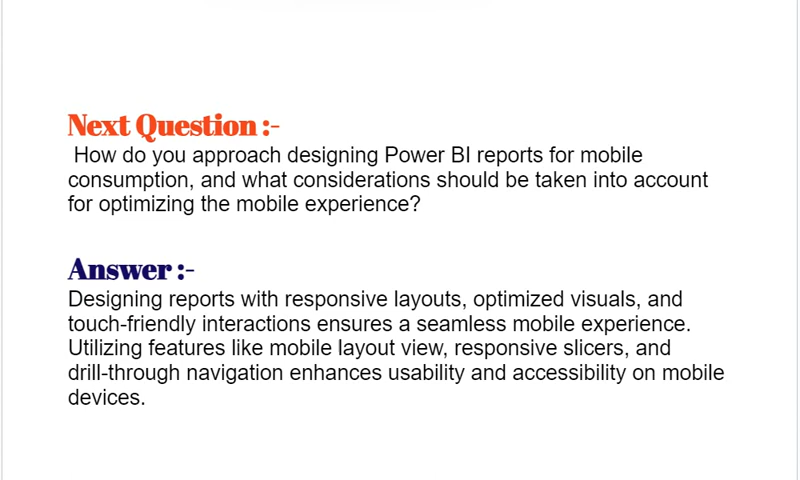 Next Question :-
How do you approach designing Power BI reports for mobile
consumption, and what considerations should be taken into account
for optimizing the mobile experience?
Answer :-
Designing reports with responsive layouts, optimized visuals, and
touch-friendly interactions ensures a seamless mobile experience.
Utilizing features like mobile layout view, responsive slicers, and
drill-through navigation enhances usability and accessibility on mobile
devices.